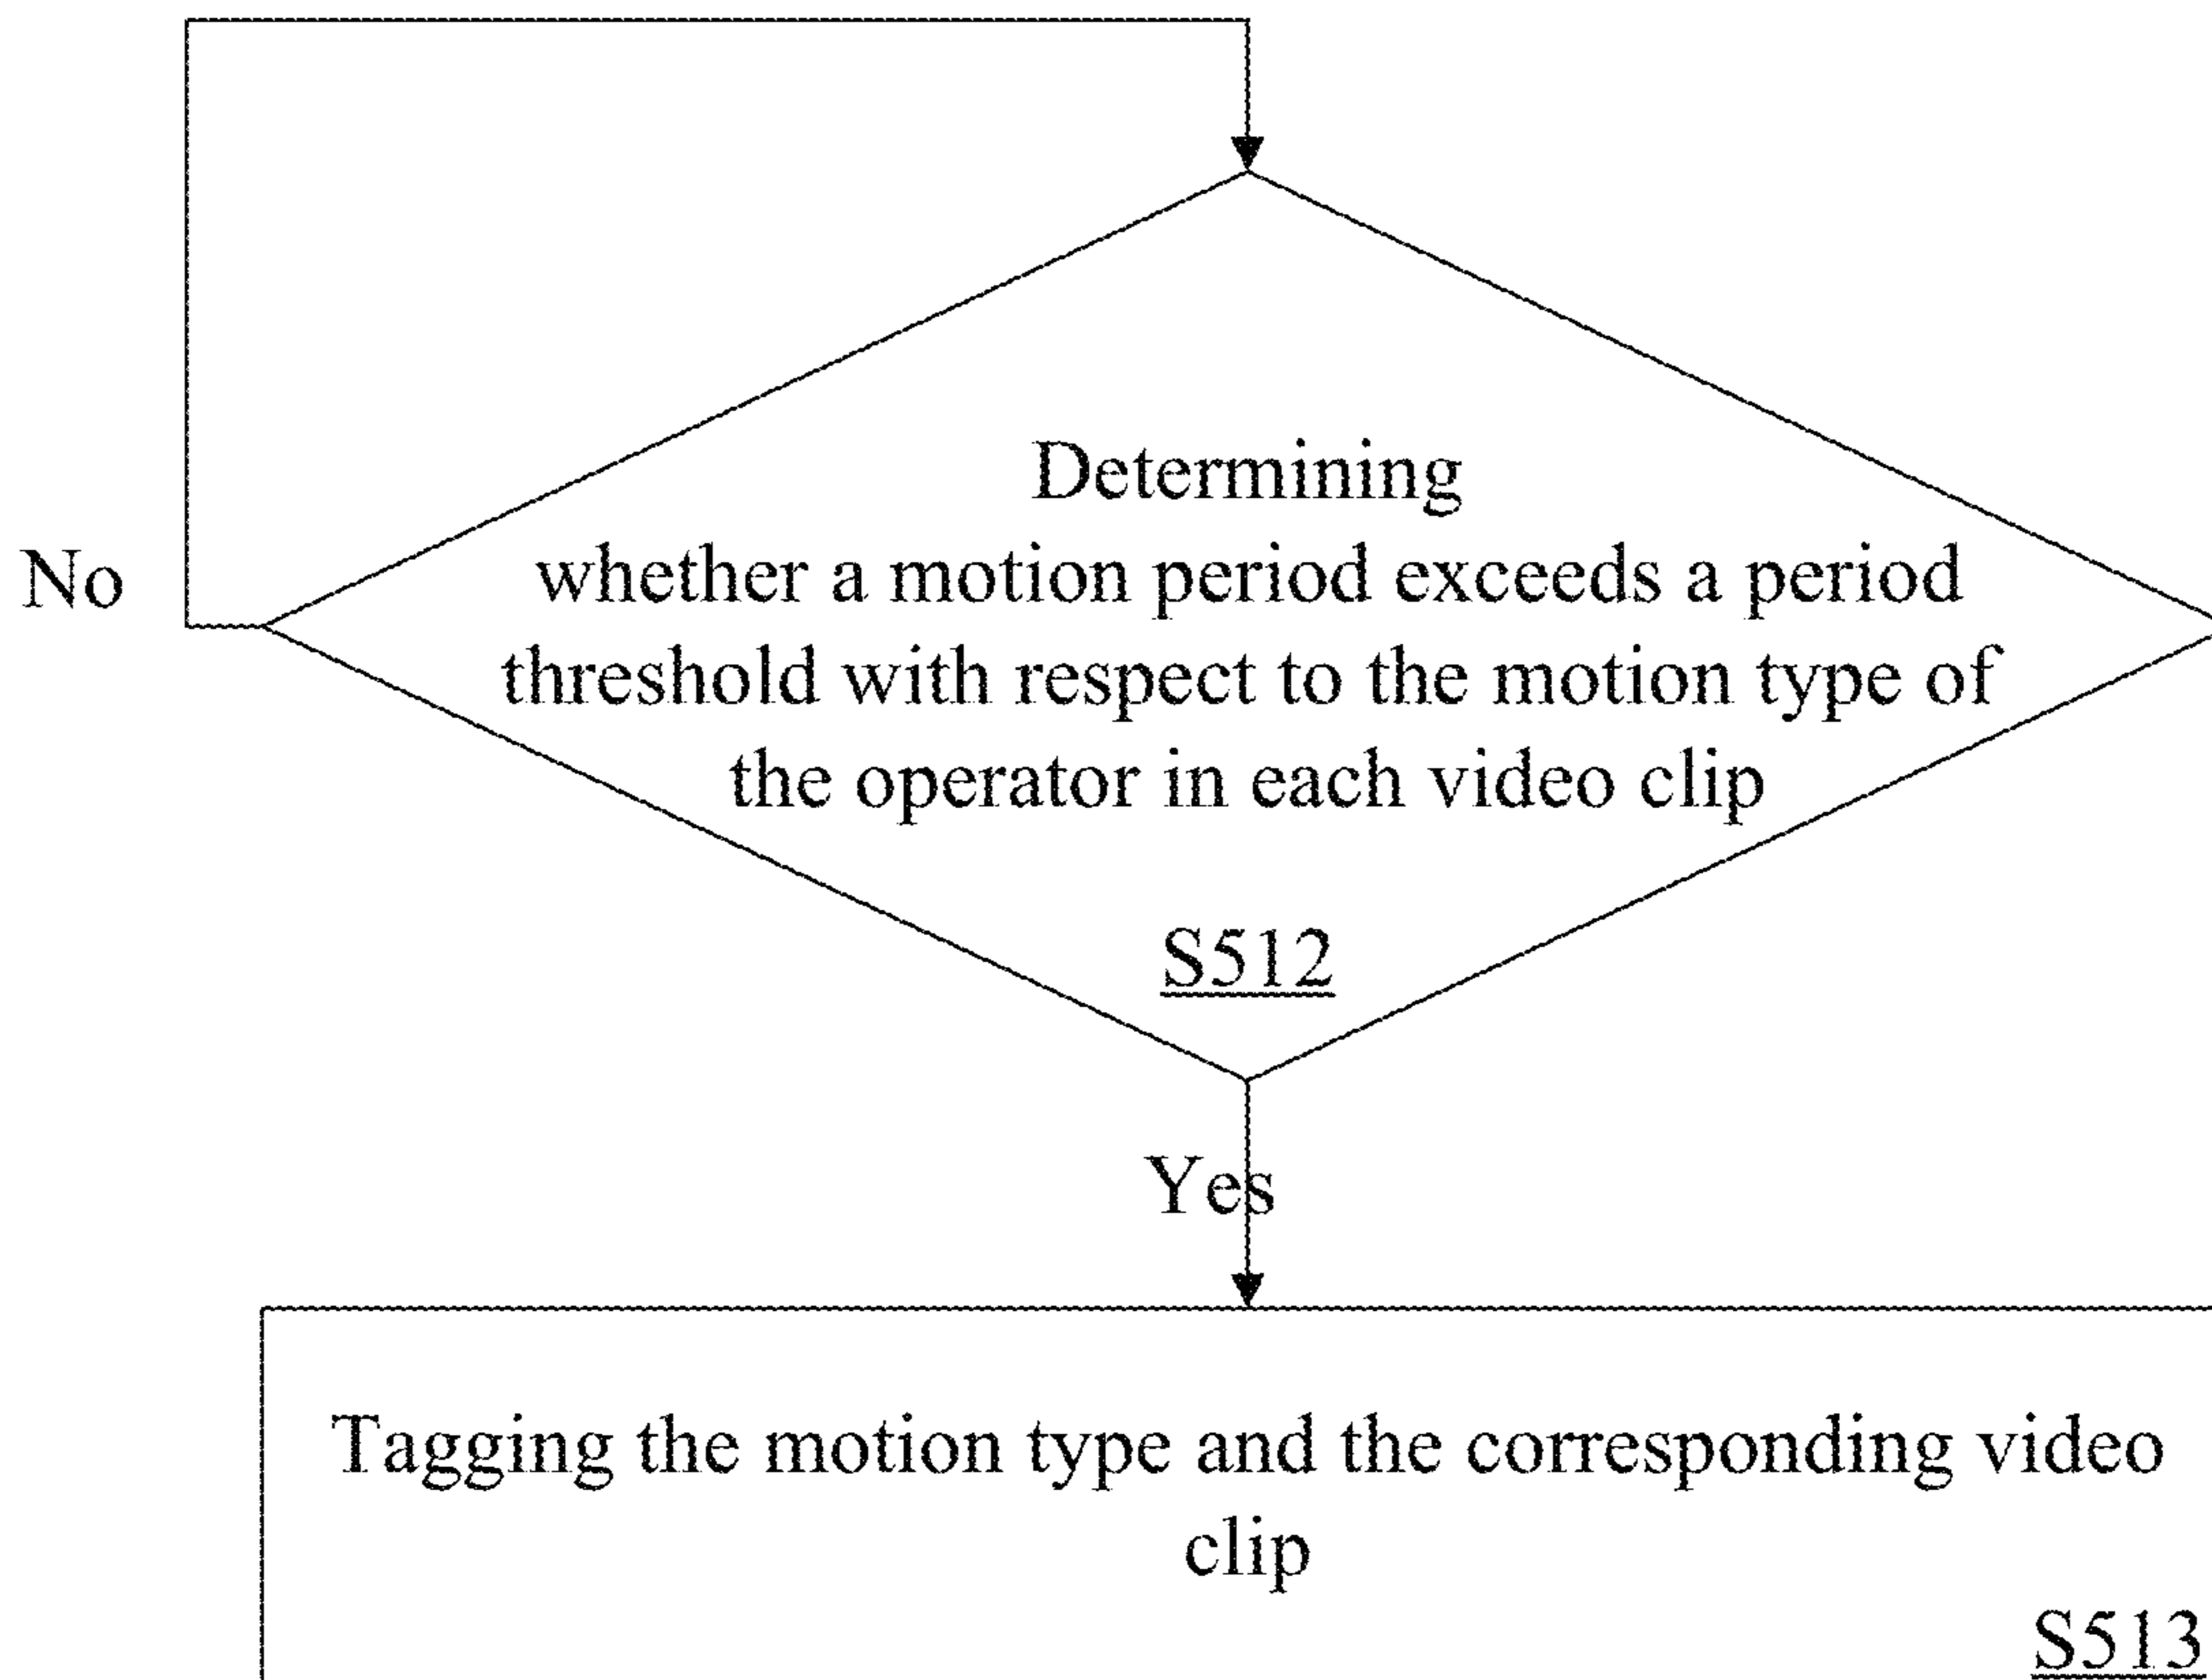 Determining
No
whether a motion period exceeds a period
threshold with respect to the motion type of
the operator in each video clip
S512
Yes
Tagging the motion type and the corresponding video
clip
S513